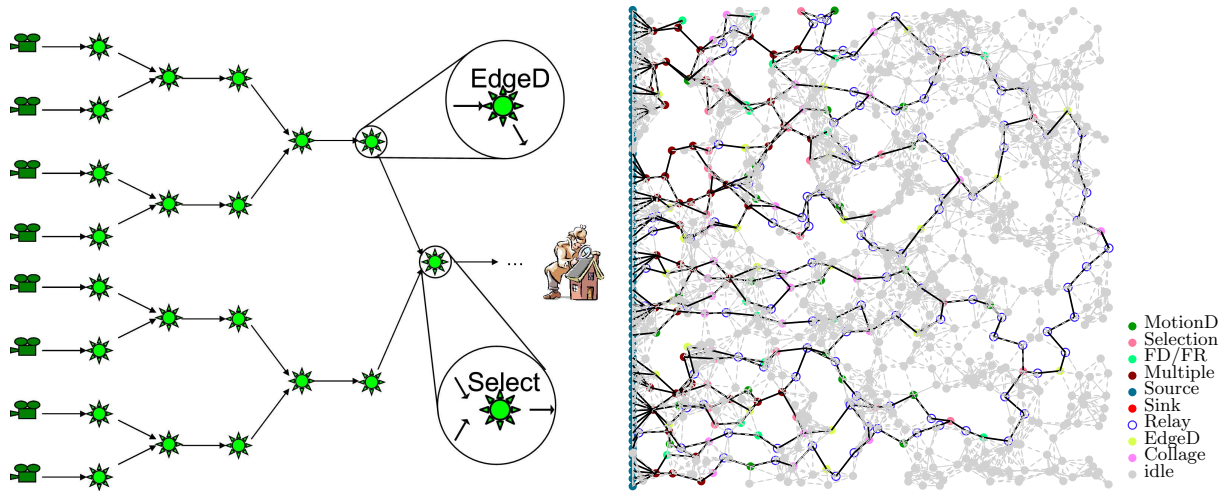 EdgeD
...
Select
MotionD
Selection
FD/FR
Multiple
Source
Sink
Relay
EdgeD
Collage
idle